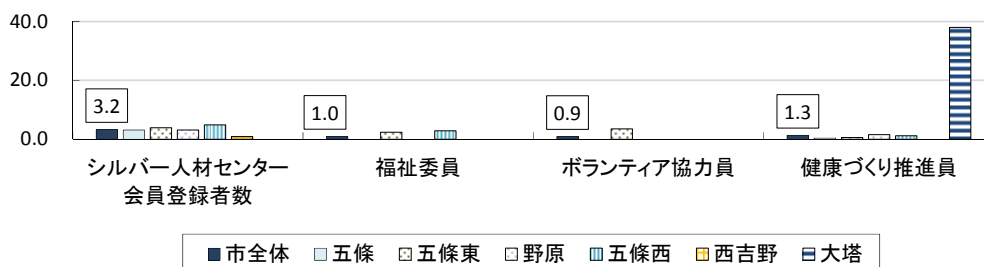 40.0
20.0
0.0
3.2
1.0
0.9
1.3
シルバー人材センター
会員登録者数
福祉委員
ボランティア協力員
健康づくり推進員
市全体 五條 五條東 野原 五條西 西吉野 大塔